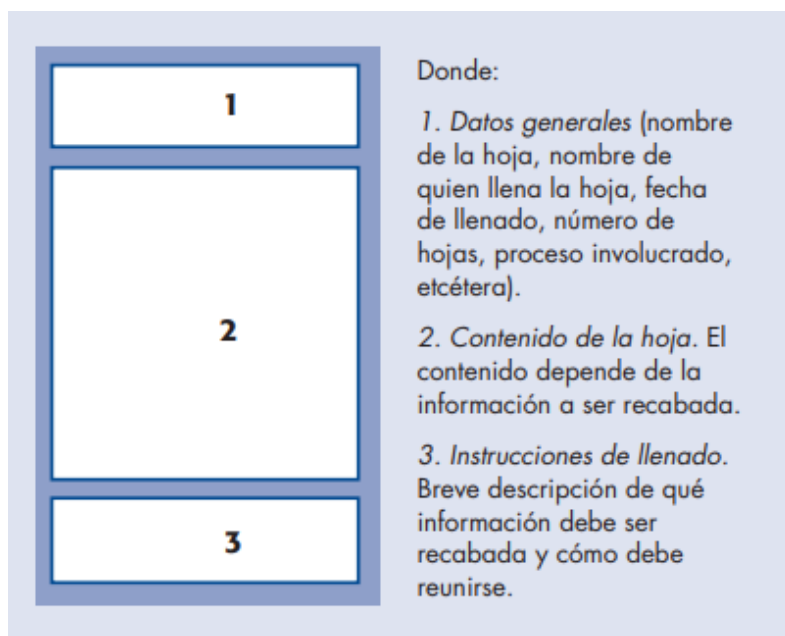 1
2
3
Donde:
1. Datos generales (nombre
de la hoja, nombre de
quien llena la hoja, fecha
de llenado, número de
hojas, proceso involucrado,
etcétera).
2. Contenido de la hoja. El
contenido depende de la
información a ser recabada.
3. Instrucciones de llenado.
Breve descripción de qué
información debe ser
recabada y cómo debe
reunirse.